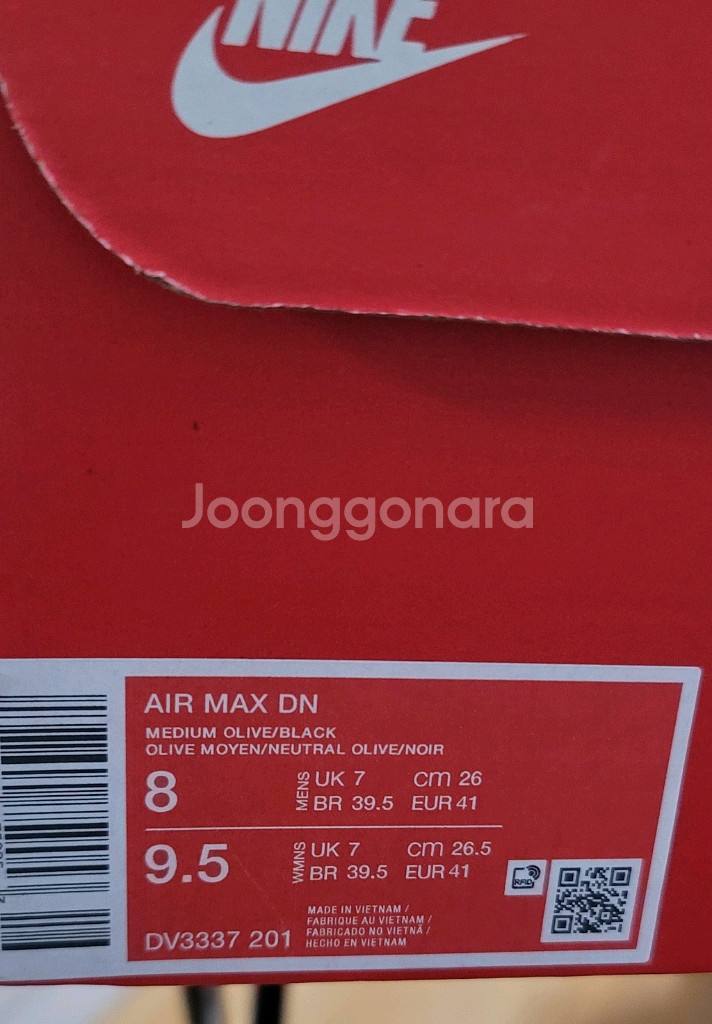 NIKE
Joonggonara
AIR MAX DN
MEDIUM OLIVE/BLACK
OLIVE MOYEN/NEUTRAL OLIVE/NOIR
8 MENS UK 7 CM 26
BR 39.5 EUR 41
9.5 WMNS UK 7 CM 26.5
BR 39.5 EUR 41
RFID
MADE IN VIETNAM /
FABRIQUE AU VIETNAM /
FABRICADO NO VIETNÃ /
HECHO EN VIETNAM
DV3337 201